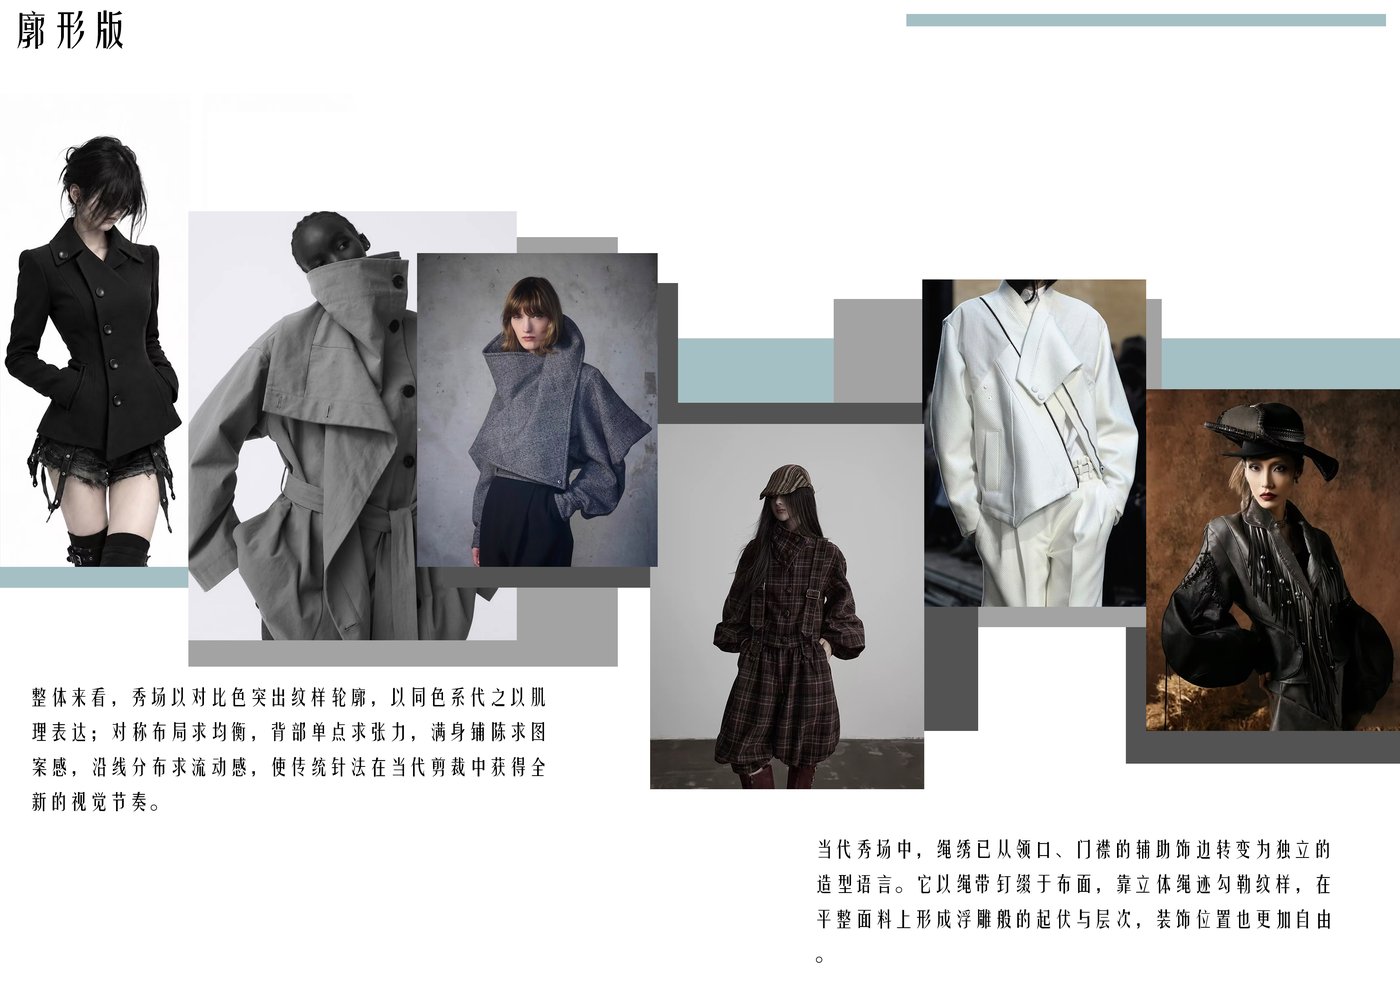 廓形版
整体来看，秀场以对比色突出纹样轮廓，以同色系代之以肌
理表达；对称布局求均衡，背部单点求张力，满身铺陈求图
案感，沿线分布求流动感，使传统针法在当代剪裁中获得全
新的视觉节奏。
当代秀场中，绳绣已从领口、门襟的辅助饰边转变为独立的
造型语言。它以绳带钉缀于布面，靠立体绳迹勾勒纹样，在
平整面料上形成浮雕般的起伏与层次，装饰位置也更加自由
。